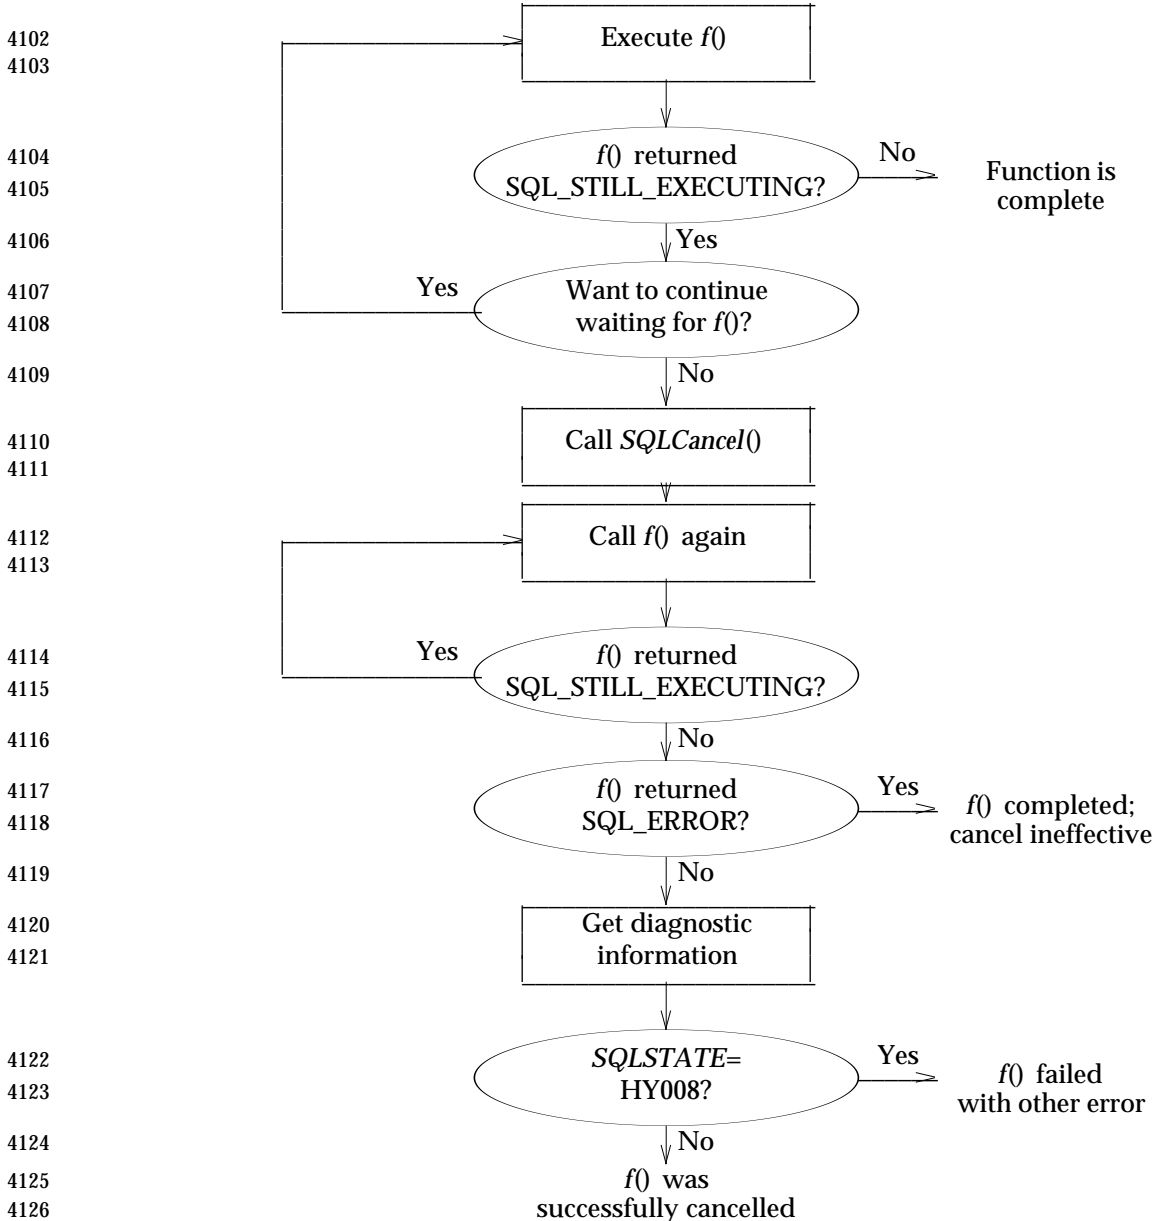 4102 Execute f()
4103
4104 f() returned No
4105 SQL_STILL_EXECUTING? Function is
complete
4106 Yes
4107 Yes Want to continue
4108 waiting for f()?
4109 No
4110 Call SQLCancel()
4111
4112 Call f() again
4113
4114 Yes f() returned
4115 SQL_STILL_EXECUTING?
4116 No
4117 f() returned Yes f() completed;
4118 SQL_ERROR? cancel ineffective
4119 No
4120 Get diagnostic
4121 information
4122 SQLSTATE= Yes f() failed
4123 HY008? with other error
4124 No
4125 f() was
4126 successfully cancelled